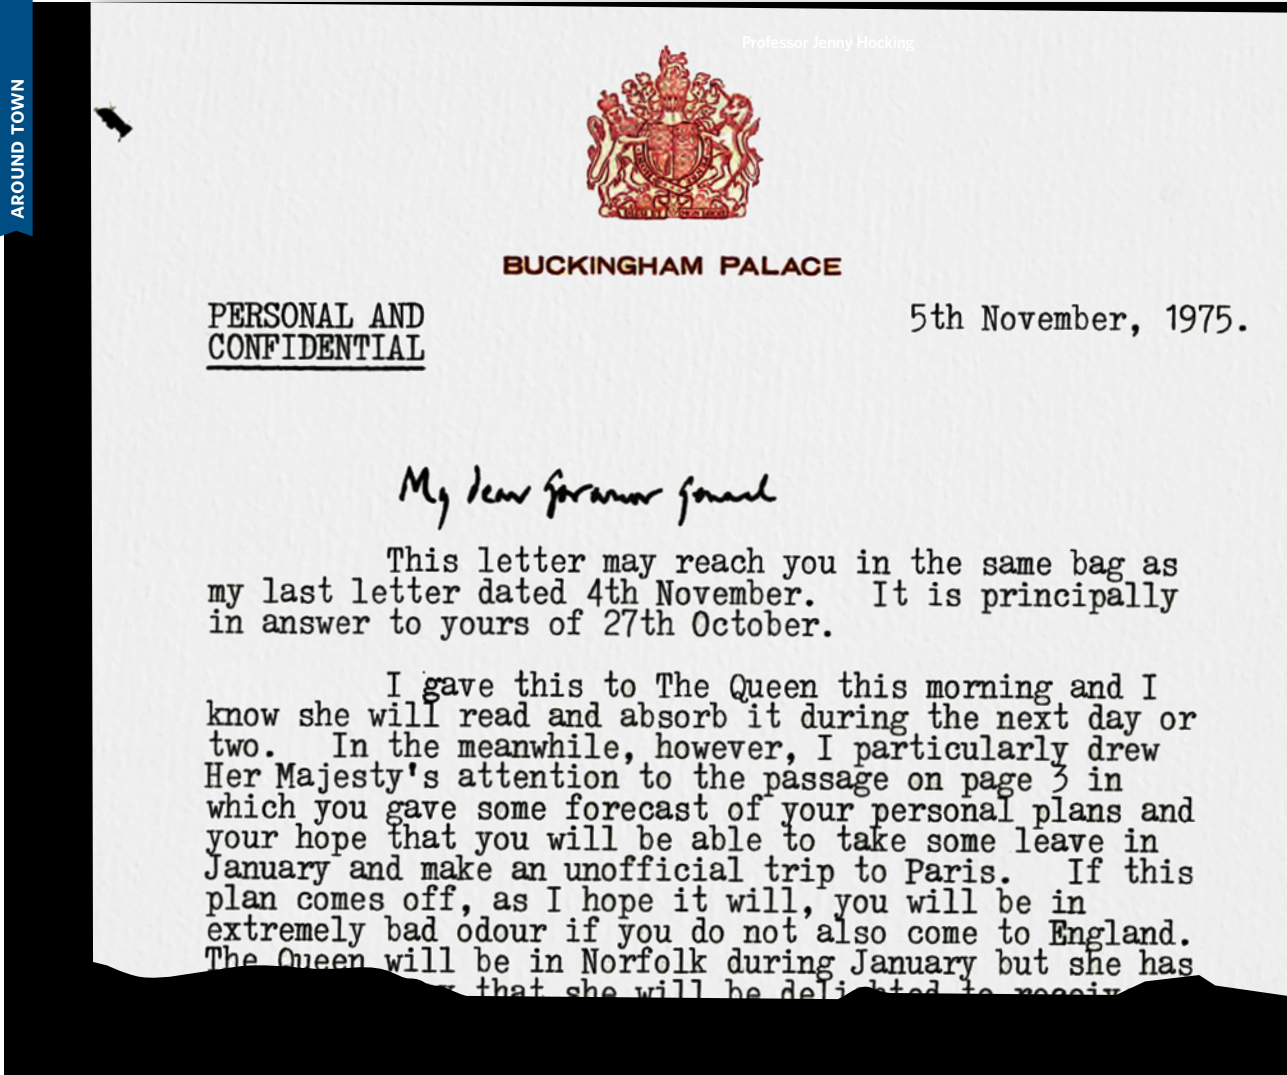 AROUND TOWN
Professor Jenny Hocking
BUCKINGHAM PALACE
PERSONAL AND
CONFIDENTIAL
5th November, 1975.
My dear Governor General
This letter may reach you in the same bag as
my last letter dated 4th November. It is principally
in answer to yours of 27th October.
I gave this to The Queen this morning and I
know she will read and absorb it during the next day or
two. In the meanwhile, however, I particularly drew
Her Majesty's attention to the passage on page 3 in
which you gave some forecast of your personal plans and
your hope that you will be able to take some leave in
January and make an unofficial trip to Paris. If this
plan comes off, as I hope it will, you will be in
extremely bad odour if you do not also come to England.
The Queen will be in Norfolk during January but she has
that she will be